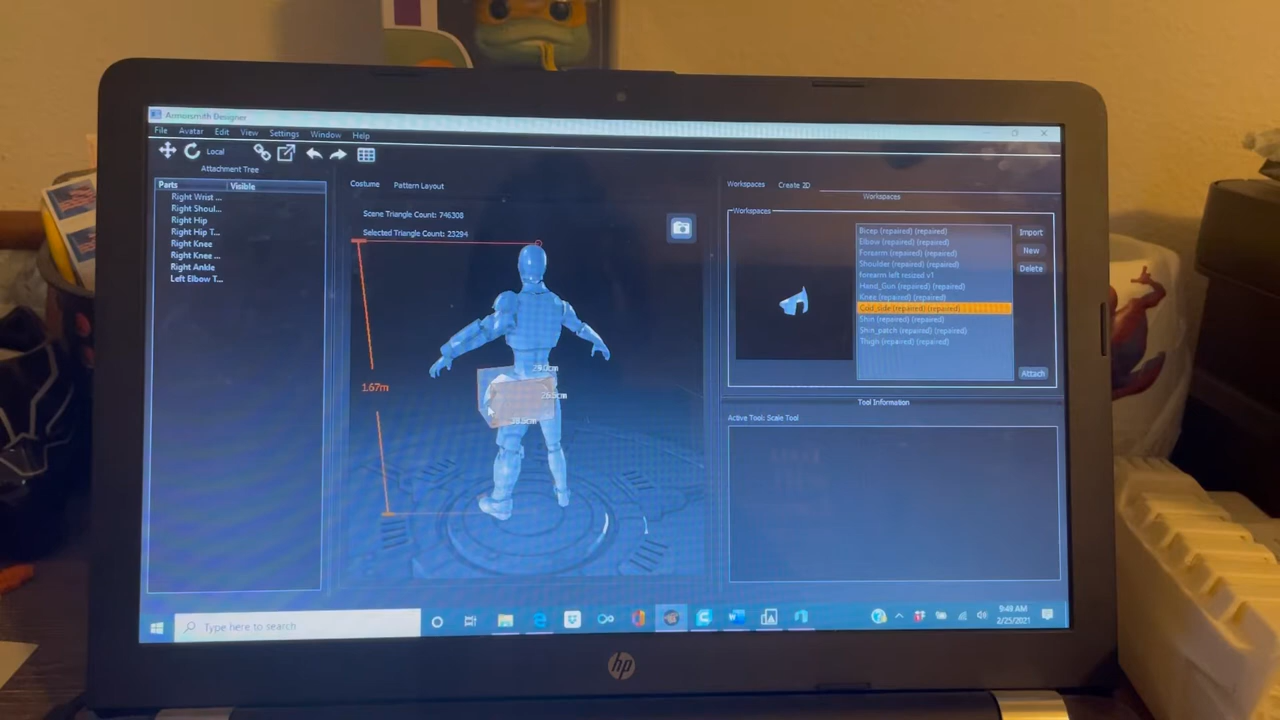 Armorsmith Designer
File Avatar Edit View Settings Window Help
Local
Attachment Tree
Parts Visible
Right Wrist ...
Right Shoul...
Right Hip
Right Hip T...
Right Knee
Right Knee ...
Right Ankle
Left Elbow T...
Costume Pattern Layout
Scene Triangle Count: 746308
Selected Triangle Count: 23294
1.67m
Workspaces Create 2D
Workspaces
Workspaces
Bicep (repaired) (repaired)
Elbow (repaired) (repaired)
Forearm (repaired) (repaired)
Shoulder (repaired) (repaired)
forearm left resized v1
Hand_Gun (repaired) (repaired)
Knee (repaired) (repaired)
(repaired) (repaired)
Shin (repaired) (repaired)
Shin_patch (repaired) (repaired)
Thigh (repaired) (repaired)
Import
New
Delete
Attach
Tool Information
Active Tool: Scale Tool
Type here to search
9:48 AM
2/25/2021
hp